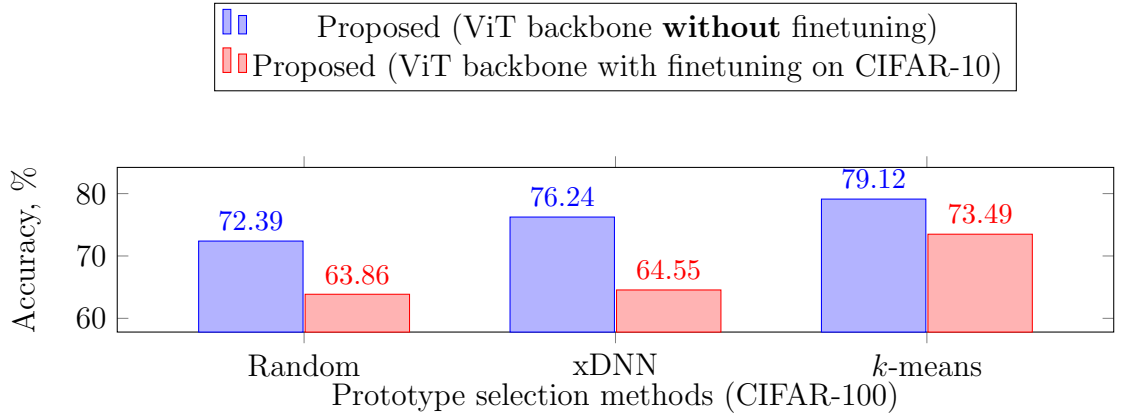 Proposed (ViT backbone without finetuning)
Proposed (ViT backbone with finetuning on CIFAR-10)
Accuracy, %
80
70
60
72.39
63.86
76.24
64.55
79.12
73.49
Random
xDNN
k-means
Prototype selection methods (CIFAR-100)